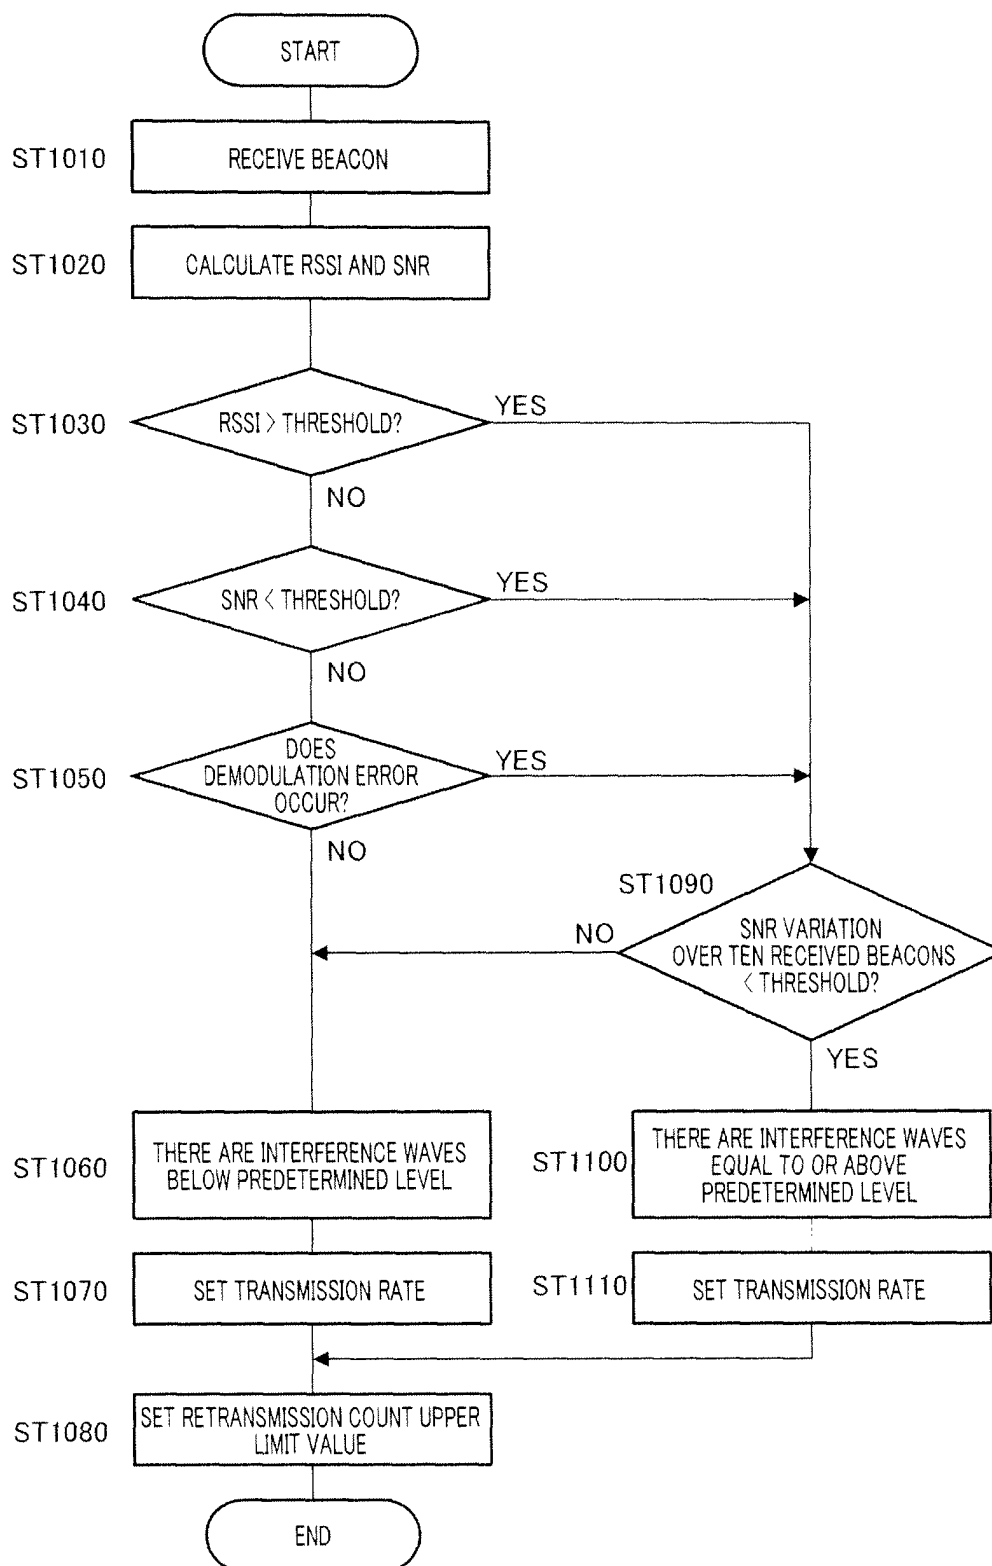 START
ST1010
RECEIVE BEACON
ST1020
CALCULATE RSSI AND SNR
ST1030
RSSI > THRESHOLD?
YES
NO
ST1040
SNR < THRESHOLD?
YES
NO
ST1050
DOES
DEMODULATION ERROR
OCCUR?
YES
NO
ST1090
SNR VARIATION
OVER TEN RECEIVED BEACONS
< THRESHOLD?
NO
YES
ST1060
THERE ARE INTERFERENCE WAVES
BELOW PREDETERMINED LEVEL
ST1100
THERE ARE INTERFERENCE WAVES
EQUAL TO OR ABOVE
PREDETERMINED LEVEL
ST1070
SET TRANSMISSION RATE
ST1110
SET TRANSMISSION RATE
ST1080
SET RETRANSMISSION COUNT UPPER
LIMIT VALUE
END